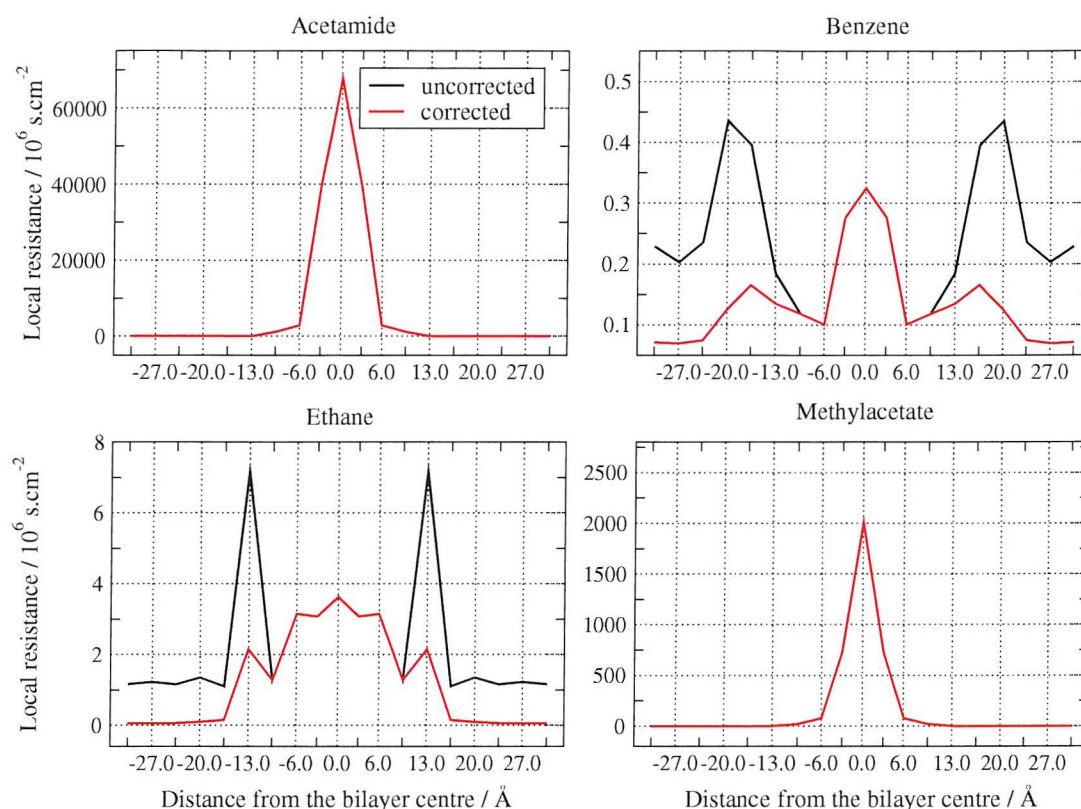 Acetamide
Local resistance / 10⁶ s.cm⁻²
60000
40000
20000
0
uncorrected
corrected
-27.0 -20.0 -13.0 -6.0 0.0 6.0 13.0 20.0 27.0
Benzene
0.5
0.4
0.3
0.2
0.1
-27.0 -20.0 -13.0 -6.0 0.0 6.0 13.0 20.0 27.0
Ethane
Local resistance / 10⁶ s.cm⁻²
8
6
4
2
0
-27.0 -20.0 -13.0 -6.0 0.0 6.0 13.0 20.0 27.0
Distance from the bilayer centre / Å
Methylacetate
2500
2000
1500
1000
500
0
-27.0 -20.0 -13.0 -6.0 0.0 6.0 13.0 20.0 27.0
Distance from the bilayer centre / Å